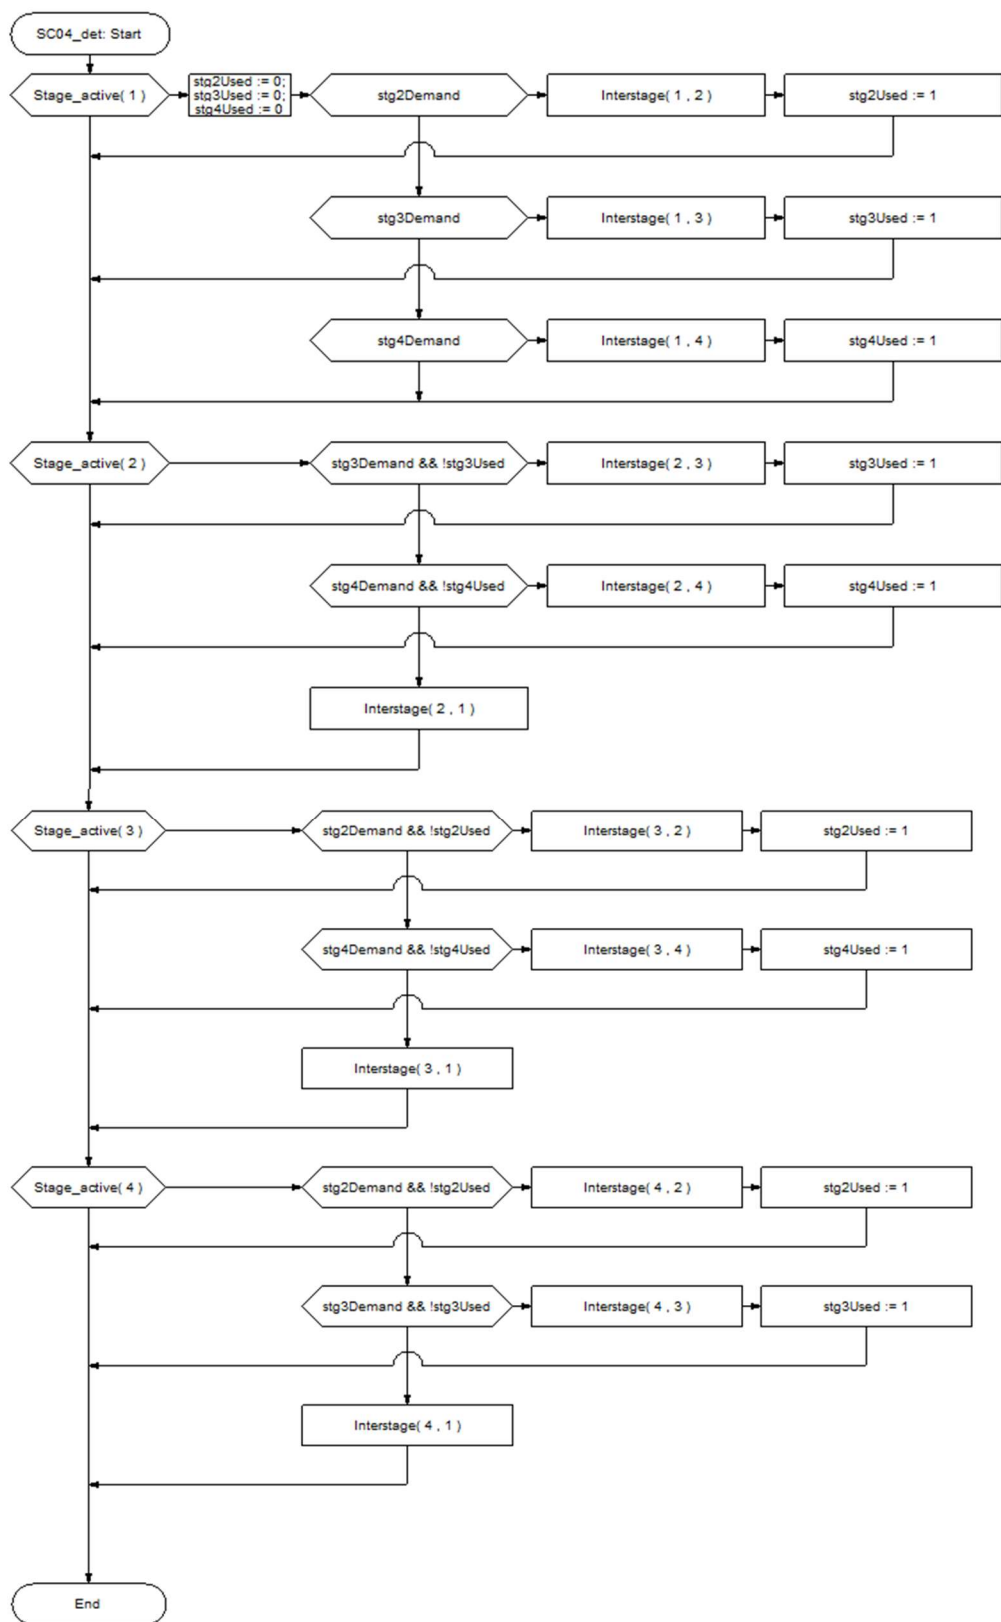 SC04_det: Start
Stage_active( 1 )
stg2Used := 0;
stg3Used := 0;
stg4Used := 0
stg2Demand
Interstage( 1 , 2 )
stg2Used := 1
stg3Demand
Interstage( 1 , 3 )
stg3Used := 1
stg4Demand
Interstage( 1 , 4 )
stg4Used := 1
Stage_active( 2 )
stg3Demand && !stg3Used
Interstage( 2 , 3 )
stg3Used := 1
stg4Demand && !stg4Used
Interstage( 2 , 4 )
stg4Used := 1
Interstage( 2 , 1 )
Stage_active( 3 )
stg2Demand && !stg2Used
Interstage( 3 , 2 )
stg2Used := 1
stg4Demand && !stg4Used
Interstage( 3 , 4 )
stg4Used := 1
Interstage( 3 , 1 )
Stage_active( 4 )
stg2Demand && !stg2Used
Interstage( 4 , 2 )
stg2Used := 1
stg3Demand && !stg3Used
Interstage( 4 , 3 )
stg3Used := 1
Interstage( 4 , 1 )
End